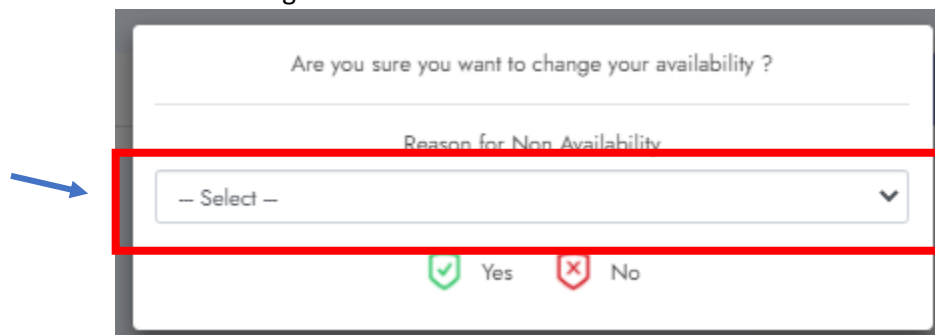 Are you sure you want to change your availability ?
Reason for Non Availability
-- Select --
Yes No